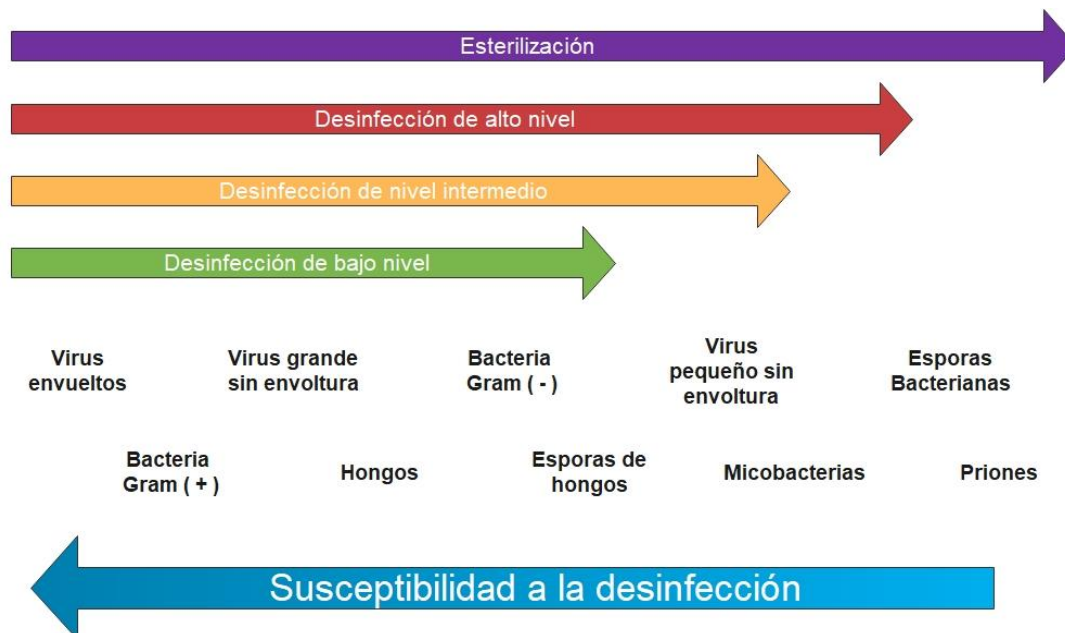 Esterilización
Desinfección de alto nivel
Desinfección de nivel intermedio
Desinfección de bajo nivel
Virus
envueltos
Virus grande
sin envoltura
Bacteria
Gram ( - )
Virus
pequeño sin
envoltura
Esporas
Bacterianas
Bacteria
Gram ( + )
Hongos
Esporas de
hongos
Micobacterias
Priones
Susceptibilidad a la desinfección